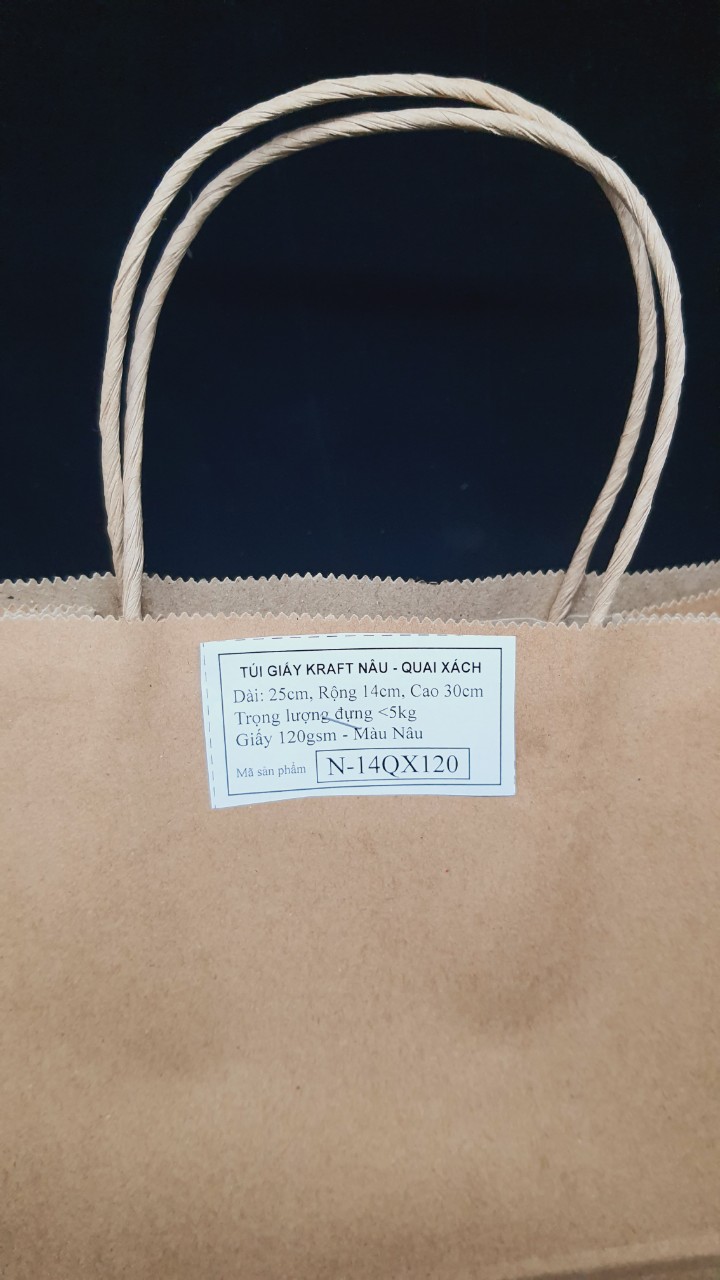 TÚI GIẤY KRAFT NÂU - QUAI XÁCH
Dài: 25cm, Rộng 14cm, Cao 30cm
Trọng lượng đựng <5kg
Giấy 120gsm - Màu Nâu
Mã sản phẩm N-14QX120